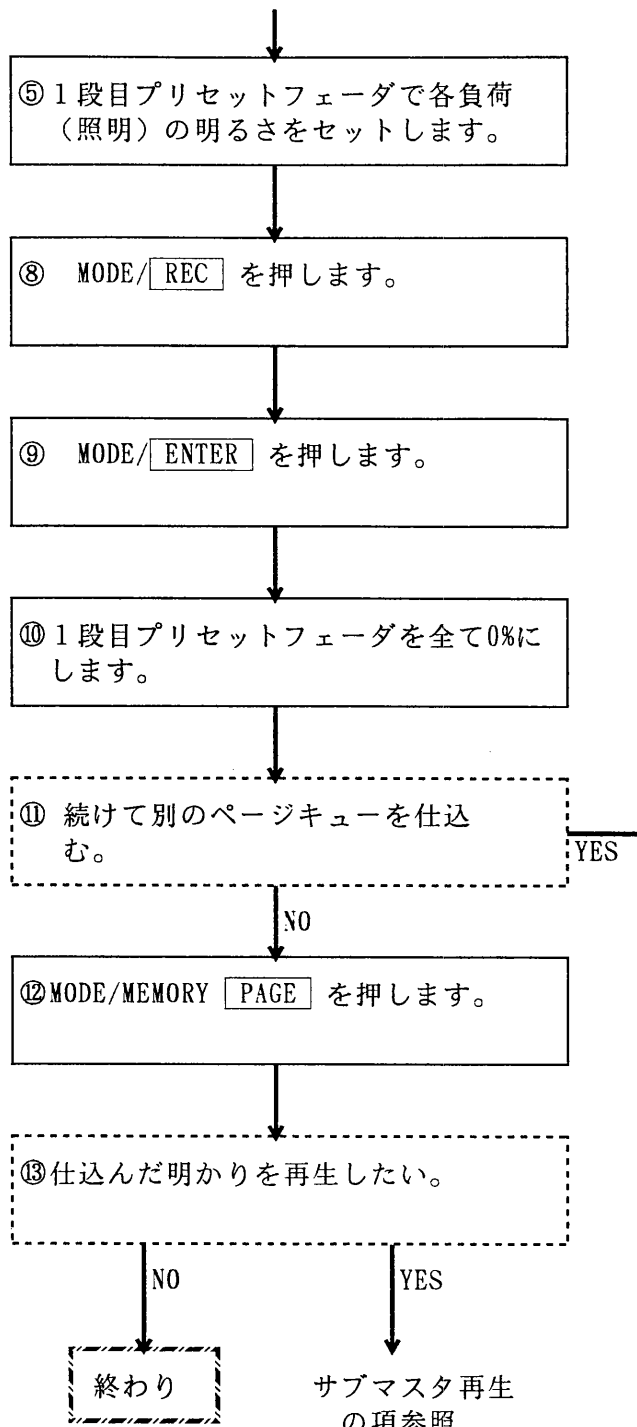 ⑤1段目プリセットフェーダで各負荷
(照明)の明るさをセットします。
⑧ MODE/ REC を押します。
⑨ MODE/ ENTER を押します。
⑩1段目プリセットフェーダを全て0%に
します。
⑪ 続けて別のページキューを仕込
む。
YES
NO
⑫MODE/MEMORY PAGE を押します。
⑬仕込んだ明かりを再生したい。
NO
YES
終わり
サブマスタ再生
の項参照